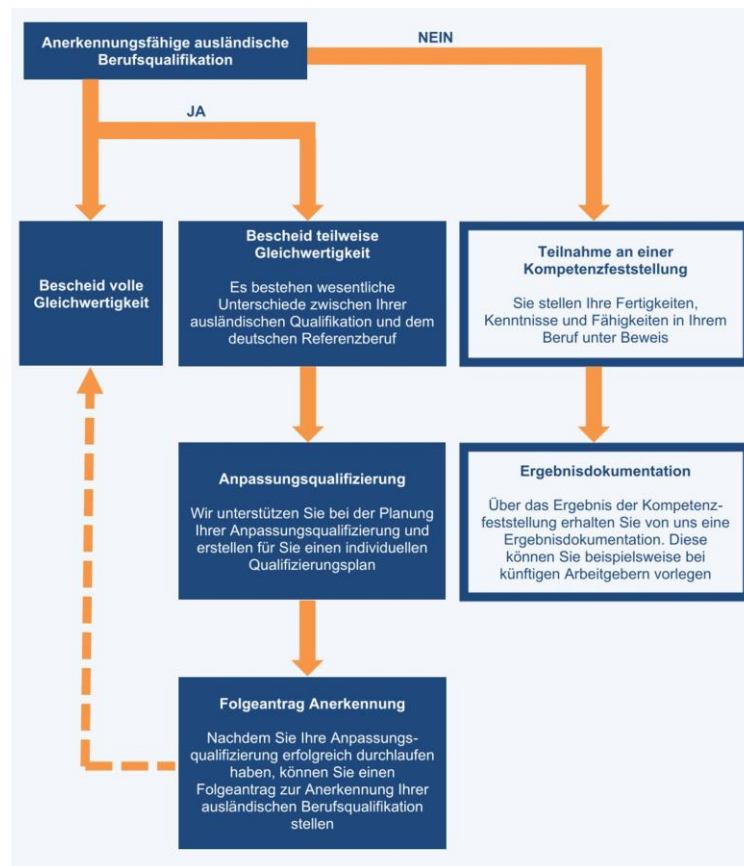 Anerkennungsfähige ausländische
Berufsqualifikation
NEIN
JA
Bescheid volle
Gleichwertigkeit
Bescheid teilweise
Gleichwertigkeit
Es bestehen wesentliche
Unterschiede zwischen Ihrer
ausländischen Qualifikation und dem
deutschen Referenzberuf
Teilnahme an einer
Kompetenzfeststellung
Sie stellen Ihre Fertigkeiten,
Kenntnisse und Fähigkeiten in Ihrem
Beruf unter Beweis
Anpassungsqualifizierung
Wir unterstützen Sie bei der Planung
Ihrer Anpassungsqualifizierung und
erstellen für Sie einen individuellen
Qualifizierungsplan
Ergebnisdokumentation
Über das Ergebnis der Kompetenz-
feststellung erhalten Sie von uns eine
Ergebnisdokumentation. Diese
können Sie beispielsweise bei
künftigen Arbeitgebern vorlegen
Folgeantrag Anerkennung
Nachdem Sie Ihre Anpassungs-
qualifizierung erfolgreich durchlaufen
haben, können Sie einen
Folgeantrag zur Anerkennung Ihrer
ausländischen Berufsqualifikation
stellen